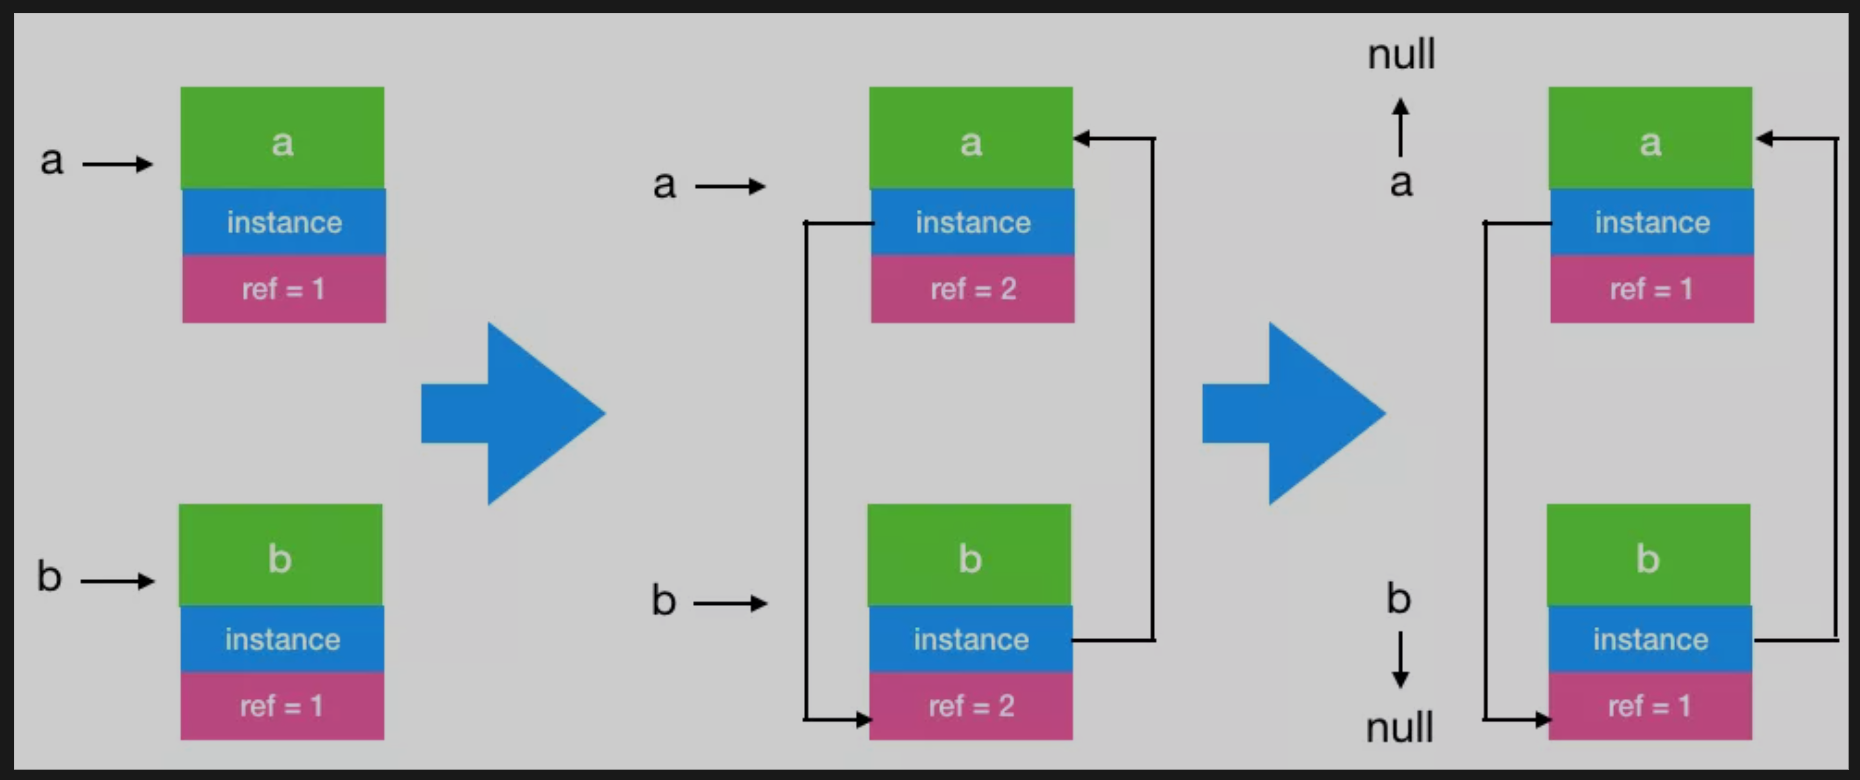 a
a
instance
ref = 1
b
b
instance
ref = 1
a
a
instance
ref = 2
b
b
instance
ref = 2
null
a
a
instance
ref = 1
b
b
instance
ref = 1
null